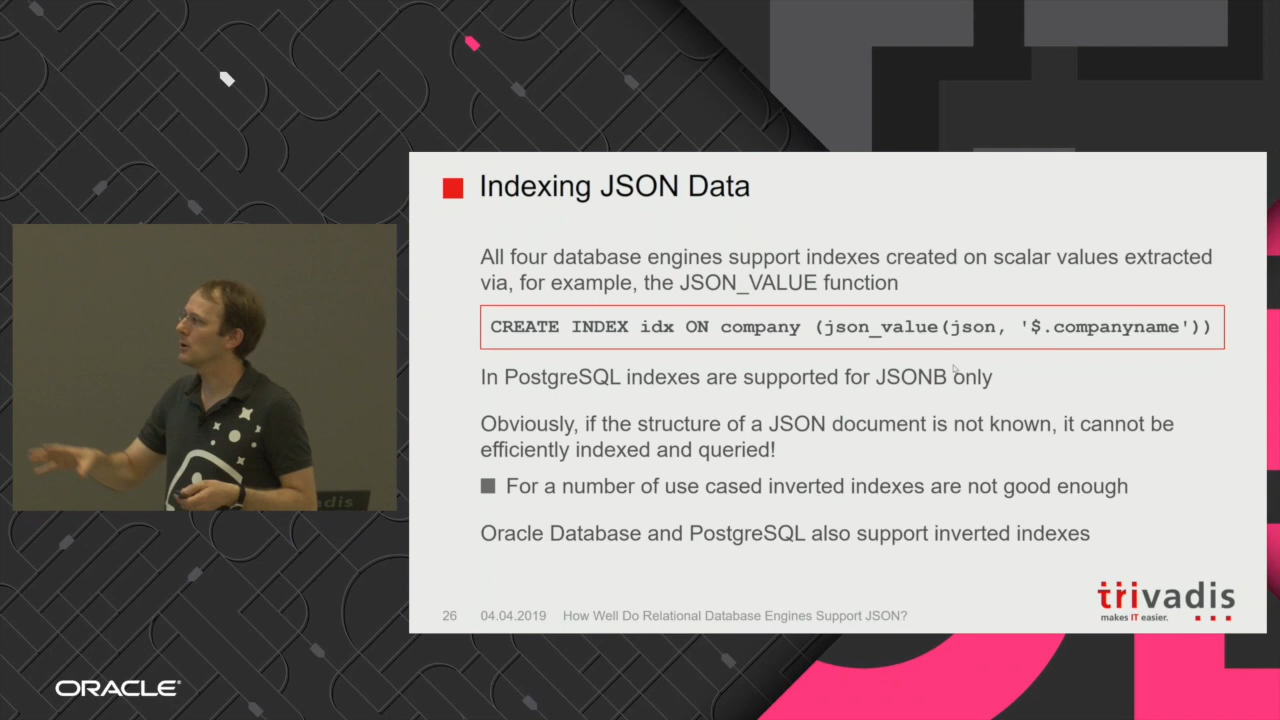 Indexing JSON Data
All four database engines support indexes created on scalar values extracted
via, for example, the JSON_VALUE function
CREATE INDEX idx ON company (json_value(json, '$.companyname'))
In PostgreSQL indexes are supported for JSONB only
Obviously, if the structure of a JSON document is not known, it cannot be
efficiently indexed and queried!
For a number of use cased inverted indexes are not good enough
Oracle Database and PostgreSQL also support inverted indexes
26 04.04.2019 How Well Do Relational Database Engines Support JSON?
trivadis
makes IT easier.
adis
ORACLE